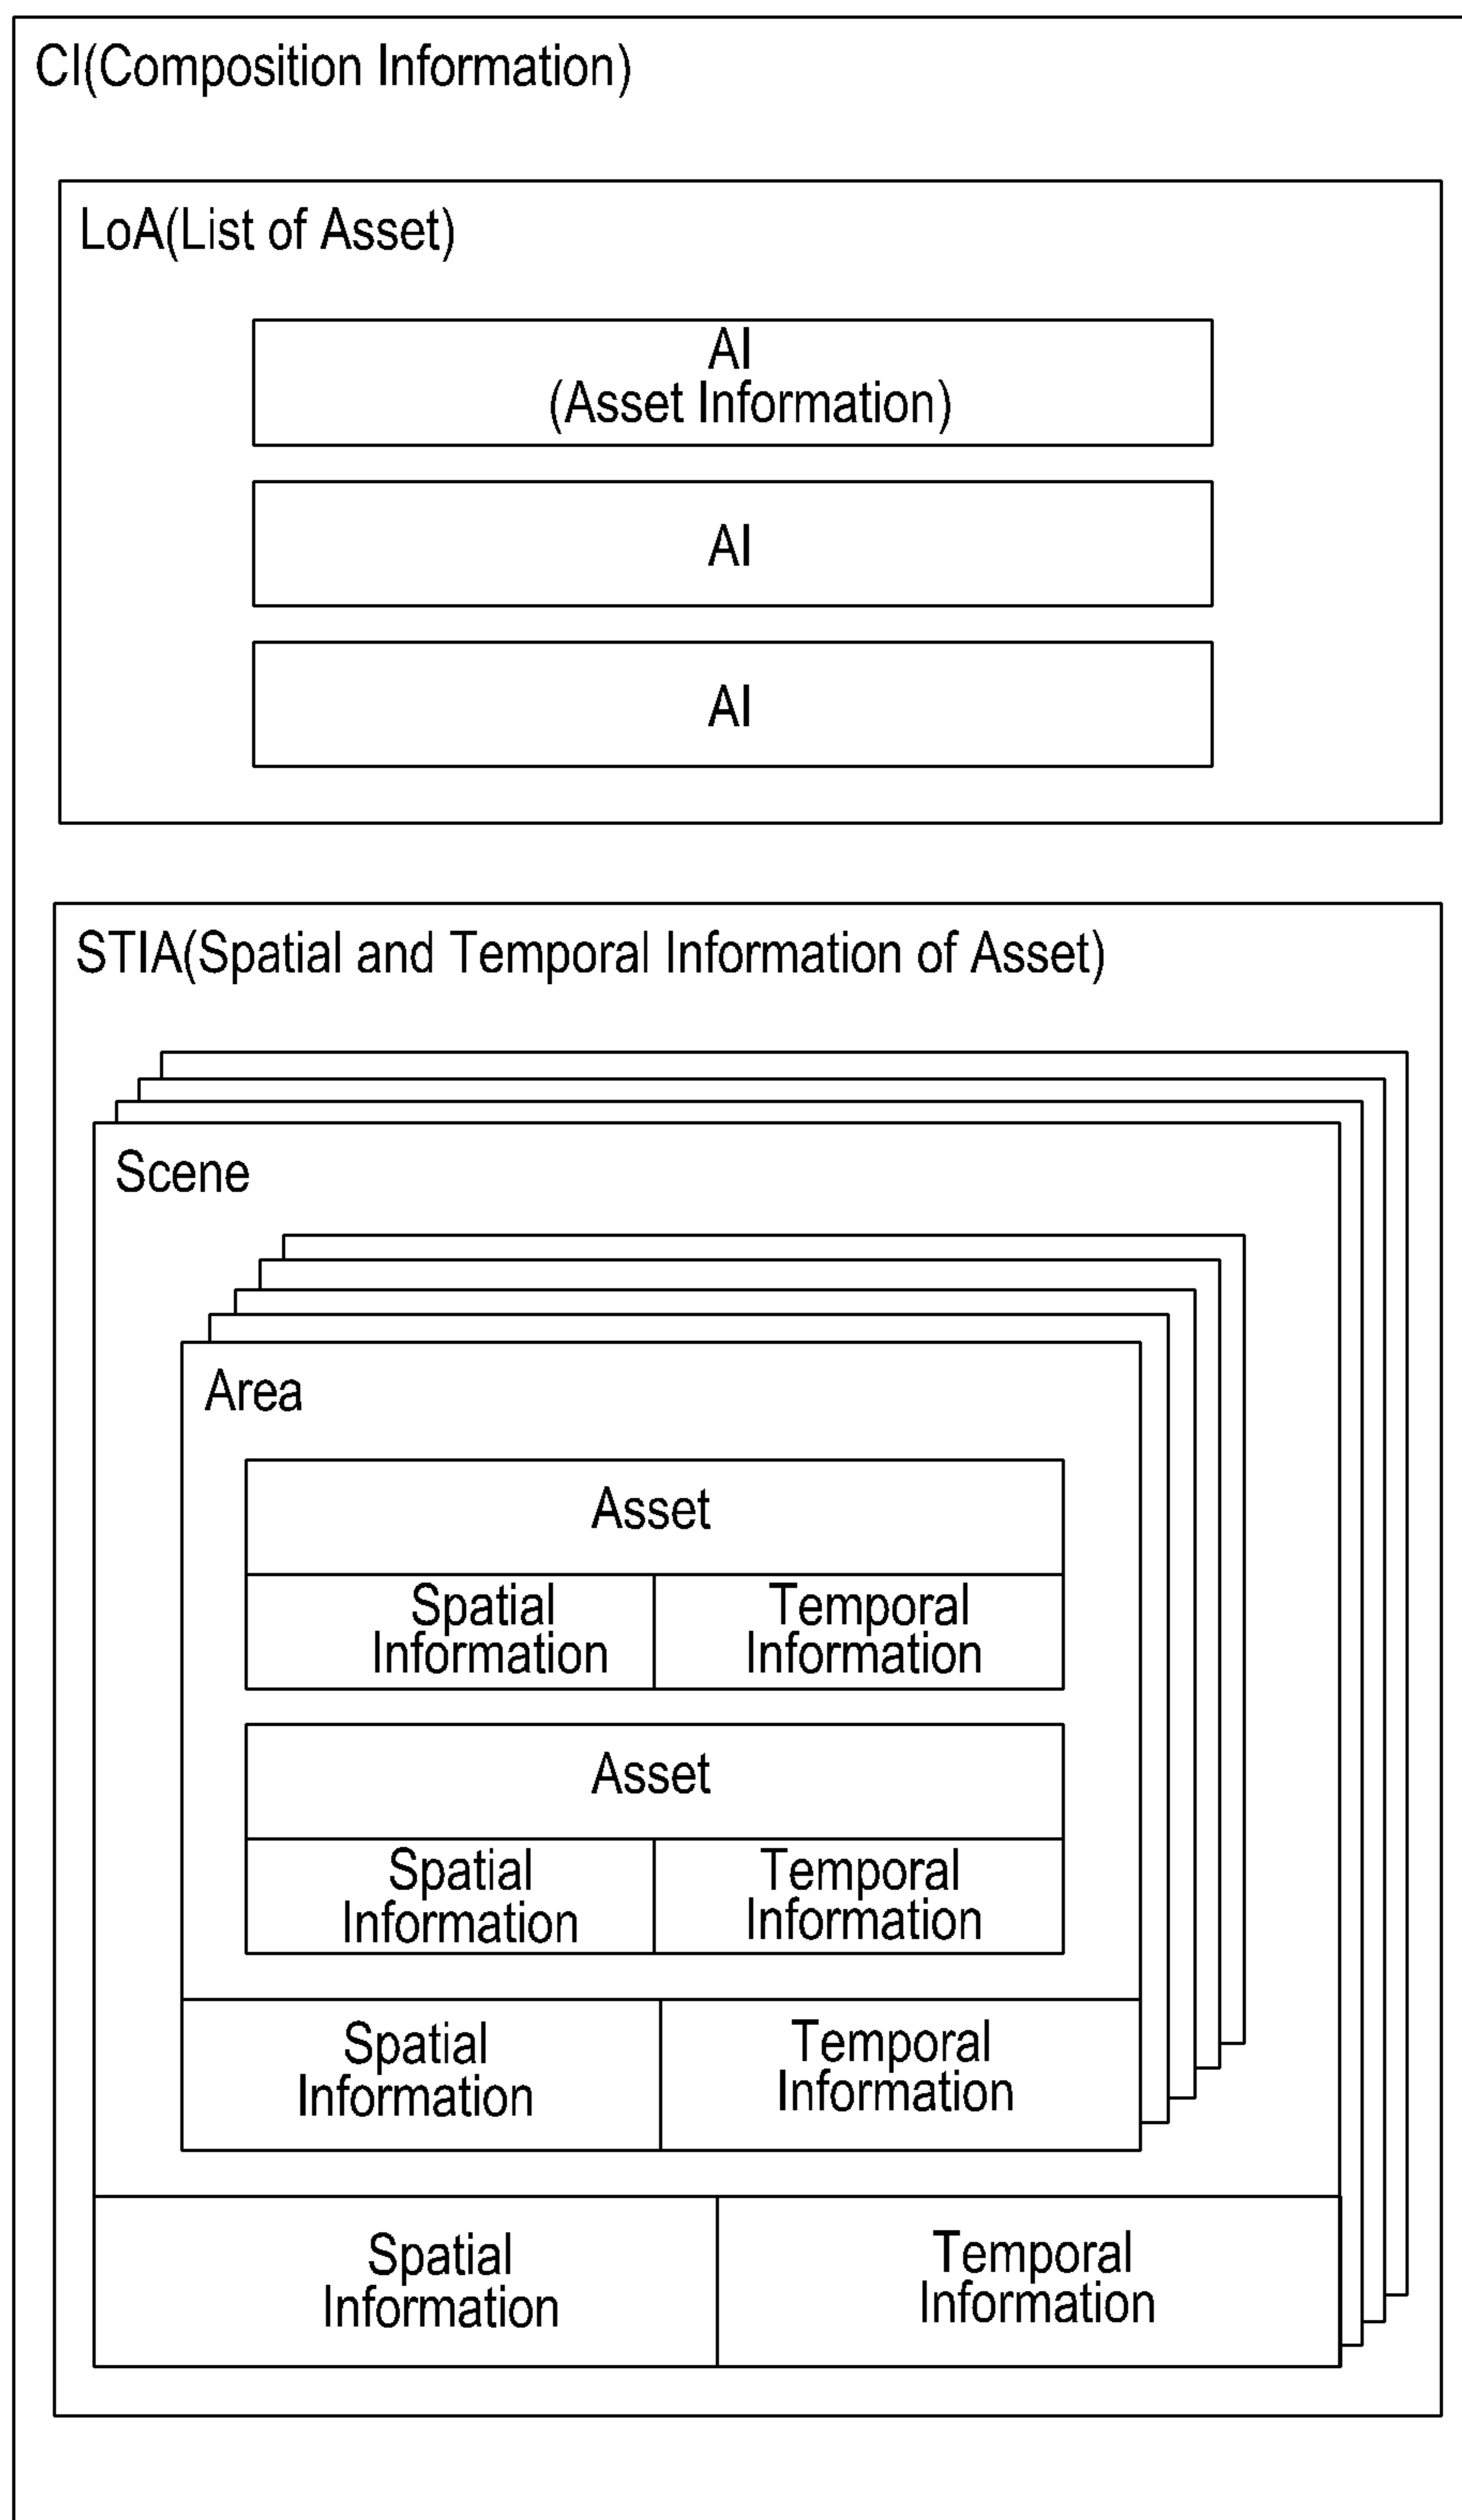 CI(Composition Information)
LoA(List of Asset)
AI
(Asset Information)
AI
AI
STIA(Spatial and Temporal Information of Asset)
Scene
Area
Asset
Spatial
Information
Temporal
Information
Asset
Spatial
Information
Temporal
Information
Spatial
Information
Temporal
Information
Spatial
Information
Temporal
Information